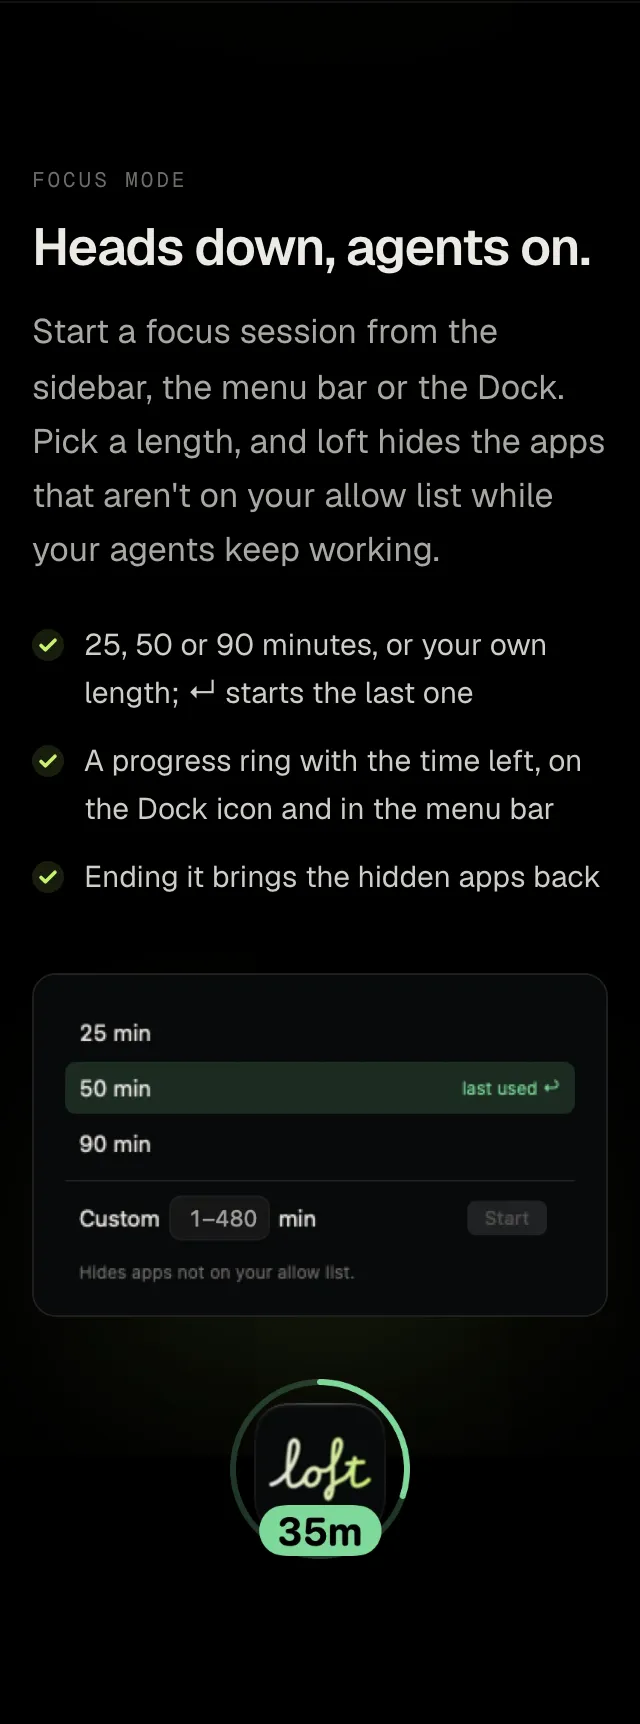 FOCUS MODE
Heads down, agents on.
Start a focus session from the
sidebar, the menu bar or the Dock.
Pick a length, and loft hides the apps
that aren't on your allow list while
your agents keep working.
25, 50 or 90 minutes, or your own
length; ↵ starts the last one
A progress ring with the time left, on
the Dock icon and in the menu bar
Ending it brings the hidden apps back
25 min
50 min last used ↩
90 min
Custom 1–480 min Start
Hides apps not on your allow list.
loft
35m